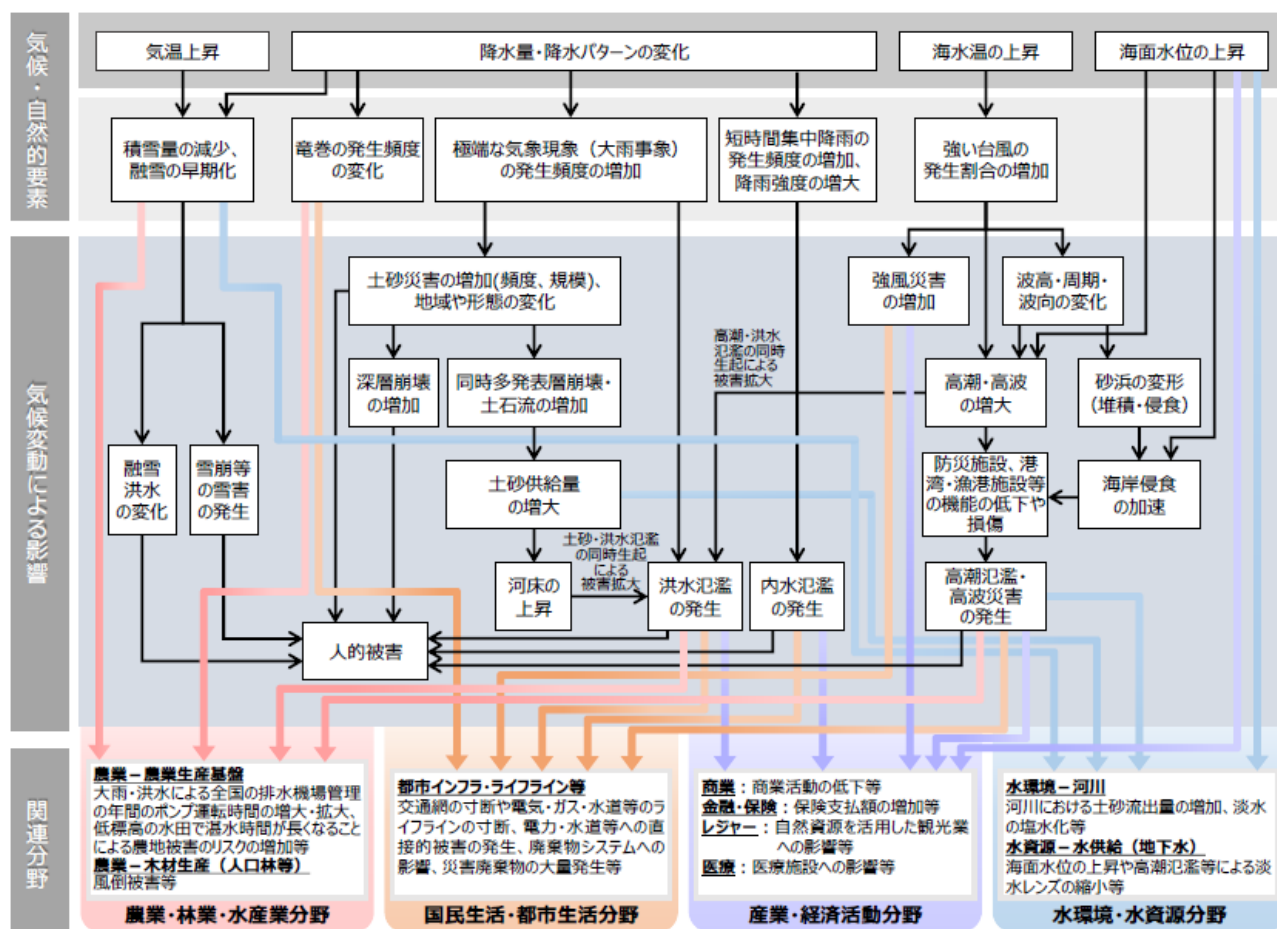 気候・自然的要素
気温上昇
降水量・降水パターンの変化
海水温の上昇
海面水位の上昇
積雪量の減少、
融雪の早期化
竜巻の発生頻度
の変化
極端な気象現象（大雨事象）
の発生頻度の増加
短時間集中降雨の
発生頻度の増加、
降雨強度の増大
強い台風の
発生割合の増加
気候変動による影響
土砂災害の増加(頻度、規模)、
地域や形態の変化
強風災害
の増加
波高・周期・
波向の変化
高潮・洪水
氾濫の同時
生起による
被害拡大
深層崩壊
の増加
同時多発表層崩壊・
土石流の増加
高潮・高波
の増大
砂浜の変形
（堆積・侵食）
融雪
洪水
の変化
雪崩等
の雪害
の発生
土砂供給量
の増大
防災施設、港
湾・漁港施設等
の機能の低下や
損傷
海岸侵食
の加速
土砂・洪水氾濫
の同時生起
による
被害拡大
河床の
上昇
洪水氾濫
の発生
内水氾濫
の発生
高潮氾濫・
高波災害
の発生
人的被害
関連分野
農業－農業生産基盤
大雨・洪水による全国の排水機場管理
の年間のポンプ運転時間の増大・拡大、
低標高の水田で湛水時間が長くなること
による農地被害のリスクの増加等
農業－木材生産（人口林等）
風倒被害等
農業・林業・水産業分野
都市インフラ・ライフライン等
交通網の寸断や電気・ガス・水道等のラ
イフラインの寸断、電力・水道等への直
接的被害の発生、廃棄物システムへの
影響、災害廃棄物の大量発生等
国民生活・都市生活分野
商業：商業活動の低下等
金融・保険：保険支払額の増加等
レジャー：自然資源を活用した観光業
への影響等
医療：医療施設への影響等
産業・経済活動分野
水環境－河川
河川における土砂流出量の増加、淡水
の塩水化等
水資源－水供給（地下水）
海面水位の上昇や高潮氾濫等による淡
水レンズの縮小等
水環境・水資源分野